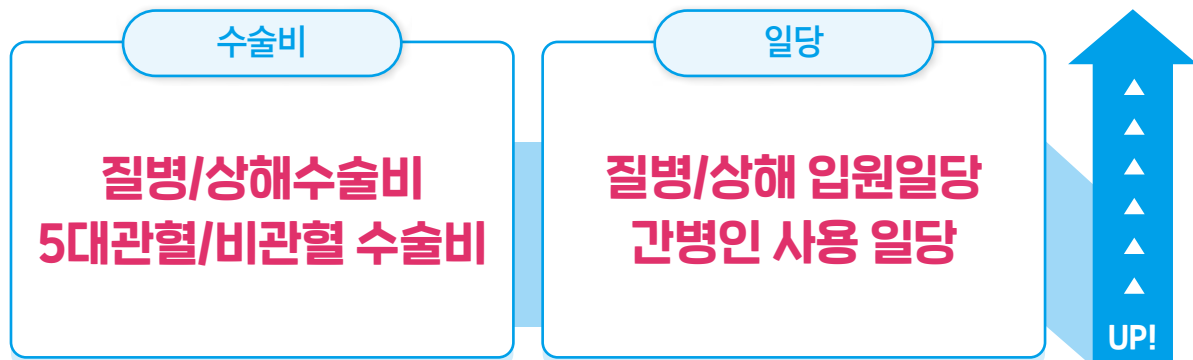 수술비
질병/상해수술비
5대관혈/비관혈 수술비
일당
질병/상해 입원일당
간병인 사용 일당
UP!